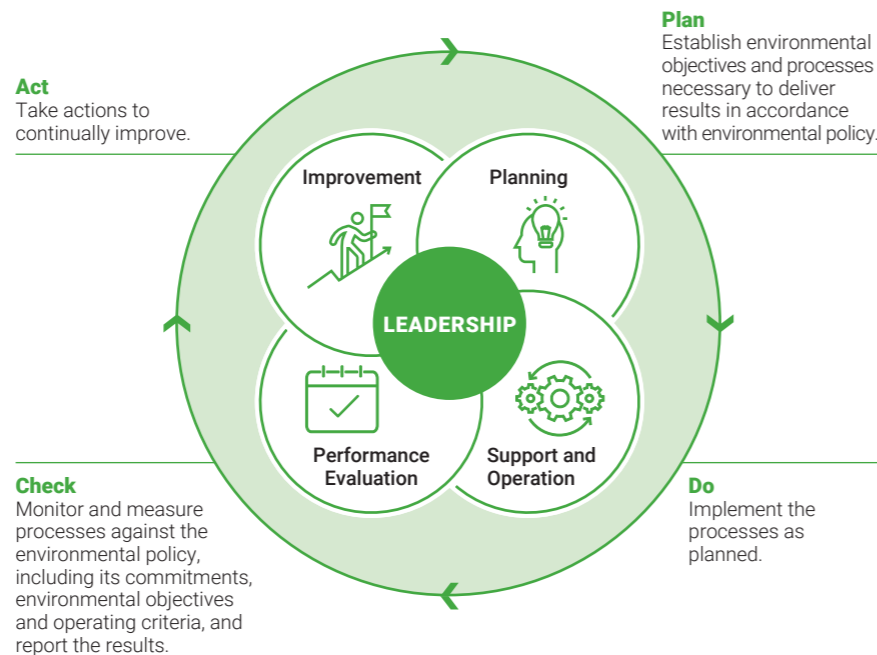 Plan
Establish environmental
objectives and processes
necessary to deliver
results in accordance
with environmental policy.
Act
Take actions to
continually improve.
Improvement
Planning
LEADERSHIP
Performance
Evaluation
Support and
Operation
Check
Monitor and measure
processes against the
environmental policy,
including its commitments,
environmental objectives
and operating criteria, and
report the results.
Do
Implement the
processes as
planned.